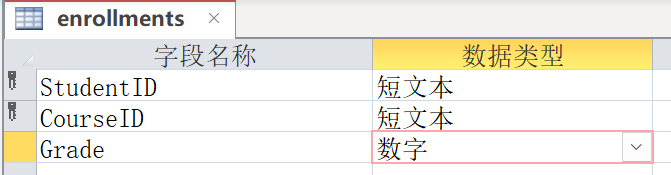 enrollments ×
字段名称 数据类型
StudentID 短文本
CourseID 短文本
Grade 数字